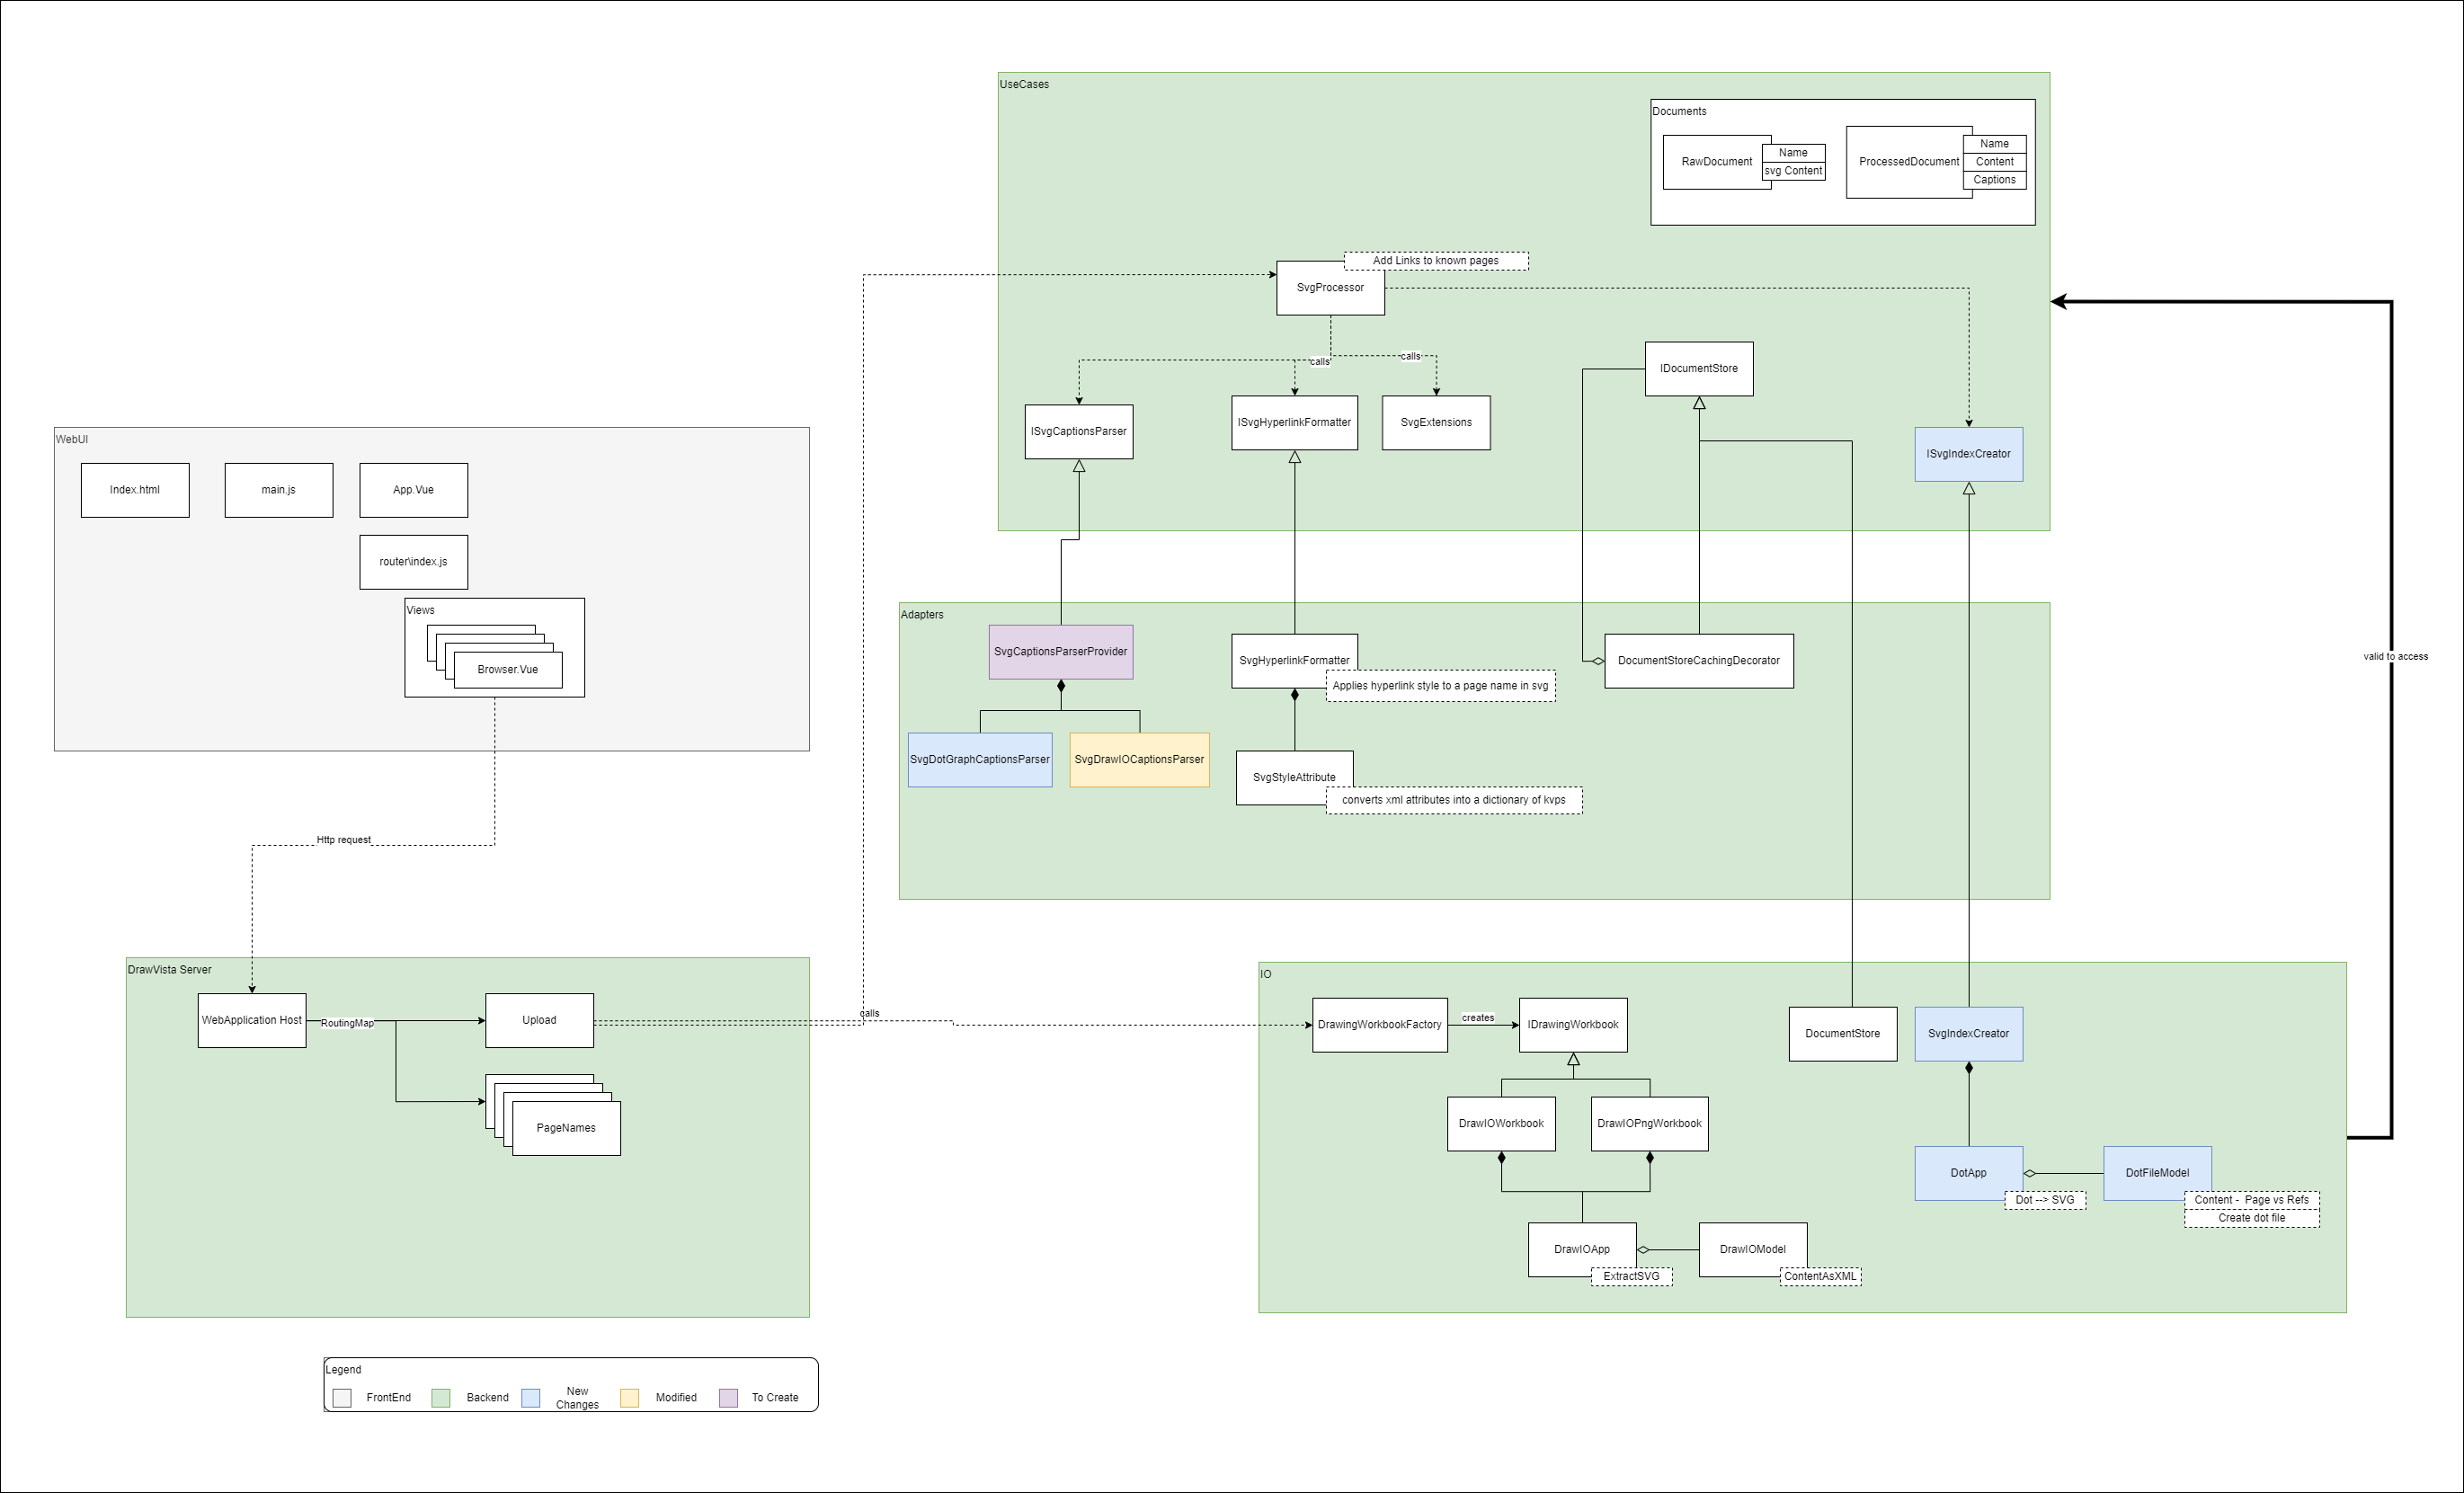 UseCases
Documents
RawDocument
Name
svg Content
ProcessedDocument
Name
Content
Captions
Add Links to known pages
SvgProcessor
calls
calls
IDocumentStore
ISvgCaptionsParser
ISvgHyperlinkFormatter
SvgExtensions
ISvgIndexCreator
WebUI
Index.html
main.js
App.Vue
router\index.js
Views
Browser.Vue
Http request
valid to access
Adapters
SvgCaptionsParserProvider
SvgHyperlinkFormatter
Applies hyperlink style to a page name in svg
DocumentStoreCachingDecorator
SvgDotGraphCaptionsParser
SvgDrawIOCaptionsParser
SvgStyleAttribute
converts xml attributes into a dictionary of kvps
DrawVista Server
WebApplication Host
RoutingMap
Upload
calls
PageNames
IO
DrawingWorkbookFactory
creates
IDrawingWorkbook
DocumentStore
SvgIndexCreator
DrawIOWorkbook
DrawIOPngWorkbook
DotApp
Dot --> SVG
DotFileModel
Content -  Page vs Refs
Create dot file
DrawIOApp
ExtractSVG
DrawIOModel
ContentAsXML
Legend
FrontEnd
Backend
New
Changes
Modified
To Create